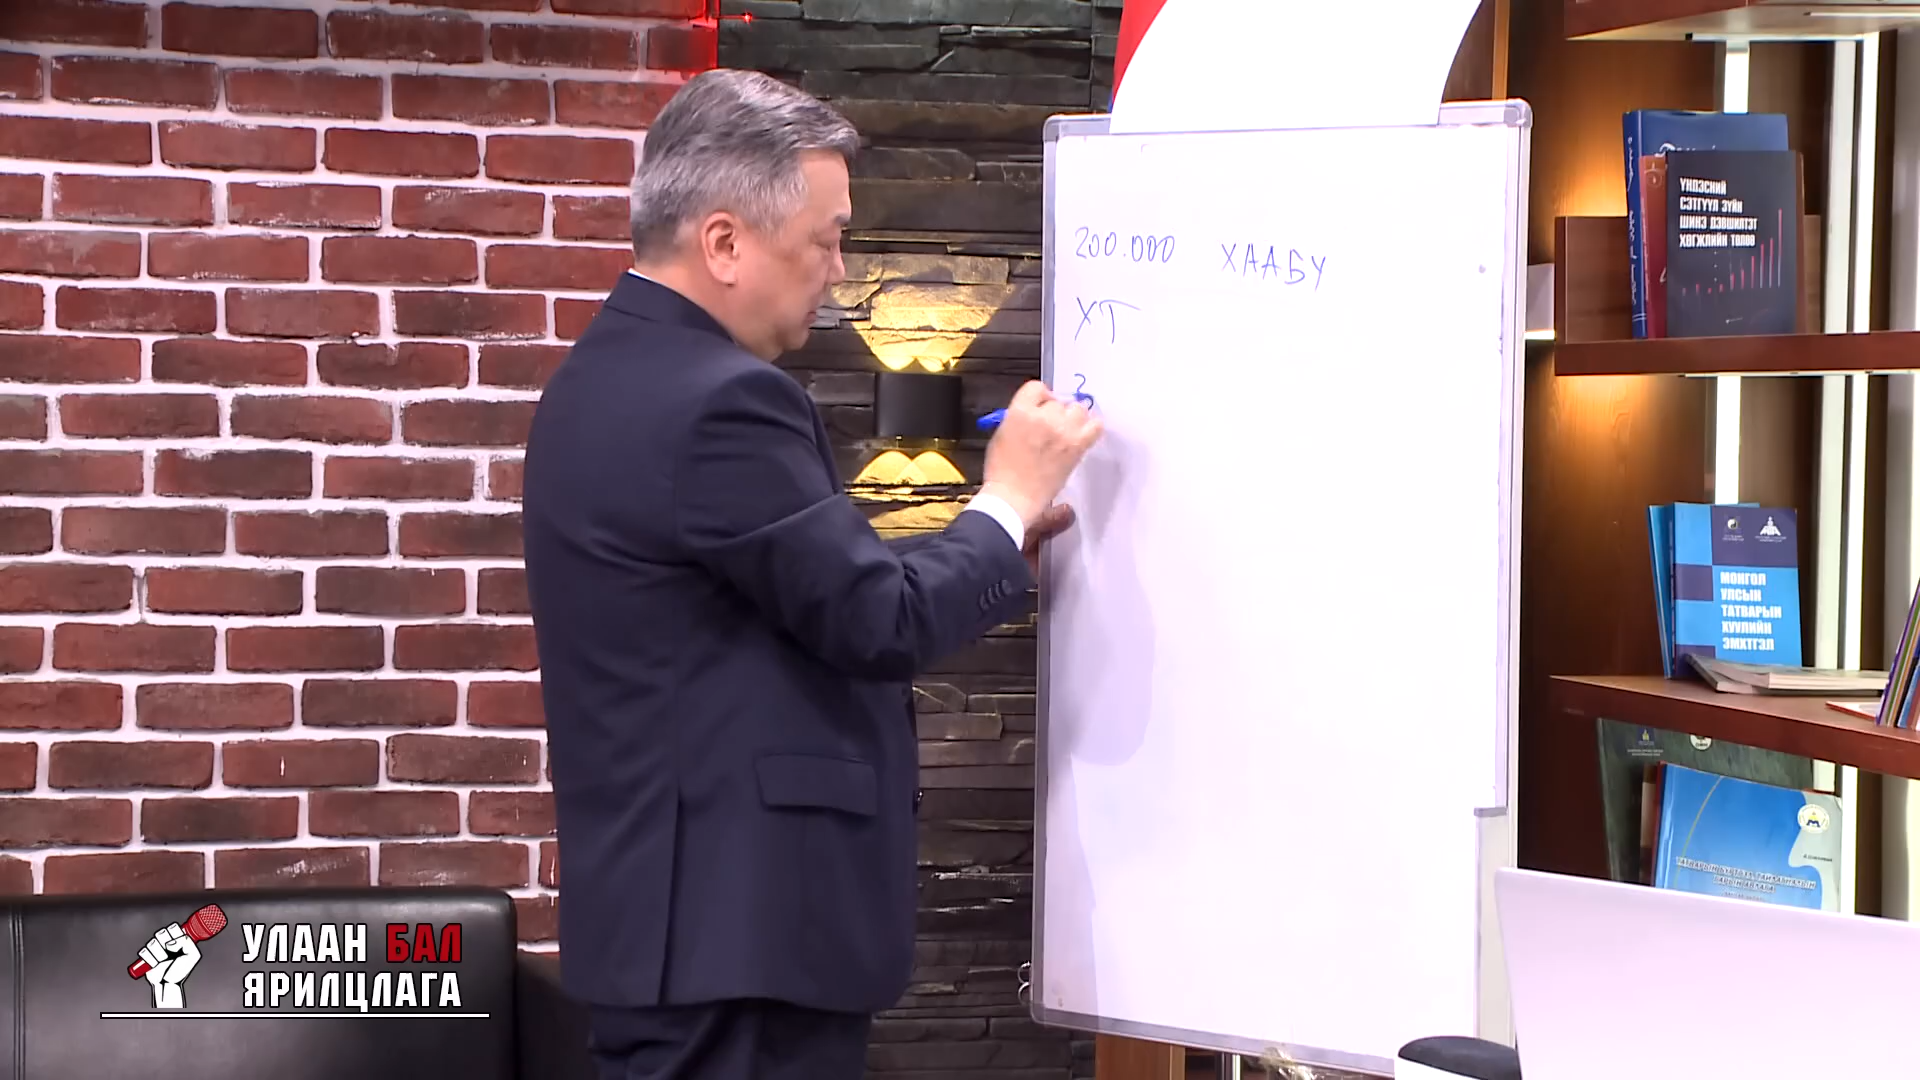 200.000 ХААБУ
ХТ
З
ҮНДЭСНИЙ
СЭТГҮҮЛ ЗҮЙН
ШИНЭ ДЭВШИЛТЭТ
ХӨГЖЛИЙН ТӨЛӨӨ
МОНГОЛ
УЛСЫН
ТАТВАРЫН
ХУУЛИЙН
ЭМХТГЭЛ
УЛААН БАЛ
ЯРИЛЦЛАГА